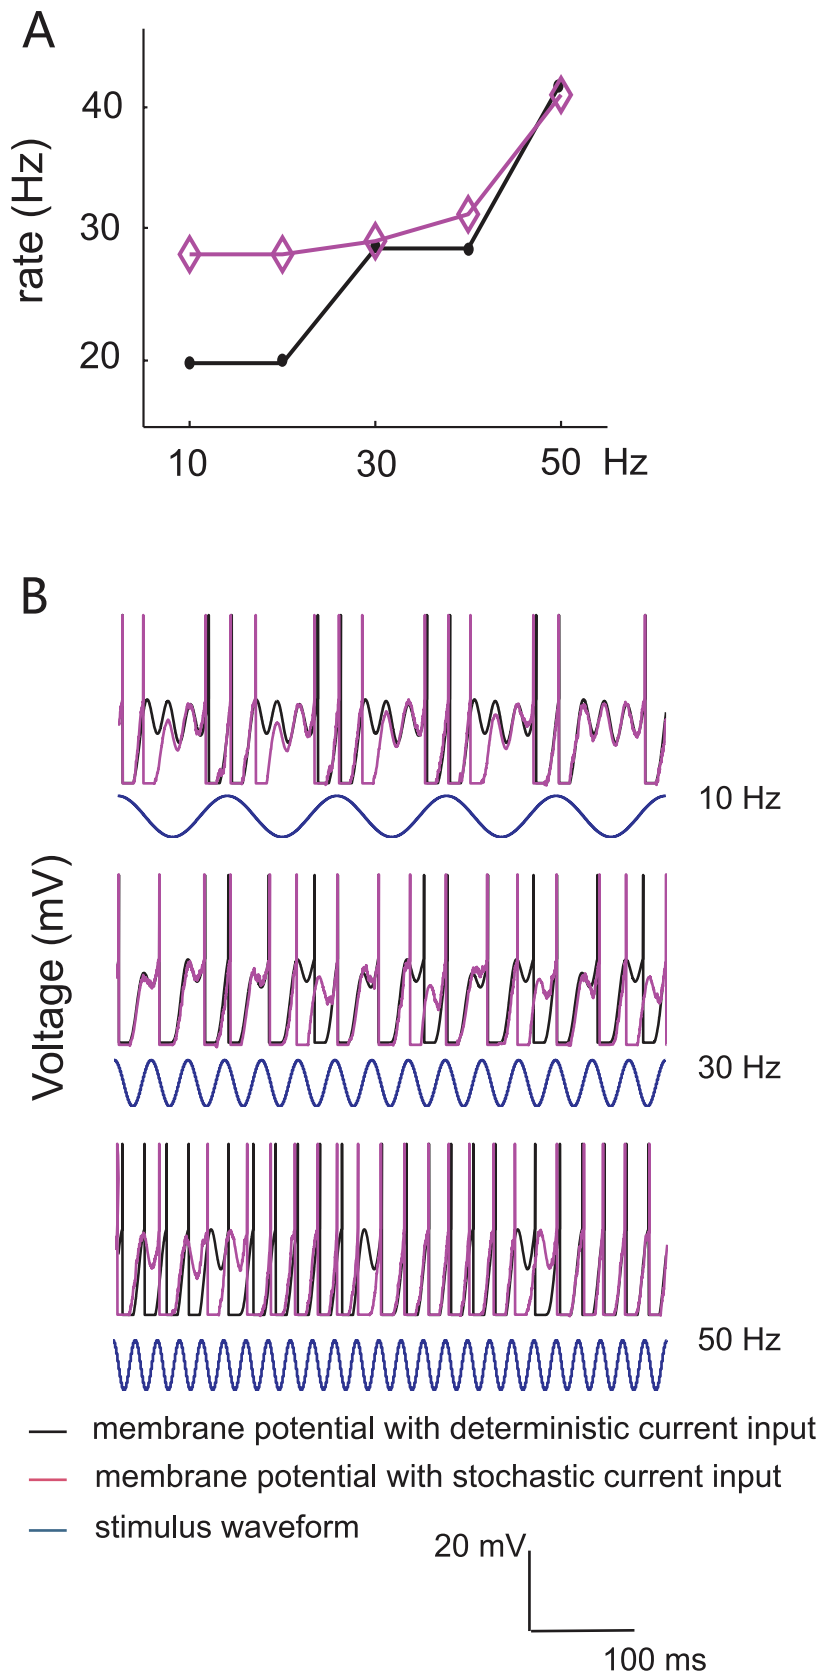 A
rate (Hz)
40
30
20
10 30 50 Hz
B
Voltage (mV)
10 Hz
30 Hz
50 Hz
membrane potential with deterministic current input
membrane potential with stochastic current input
stimulus waveform
20 mV
100 ms